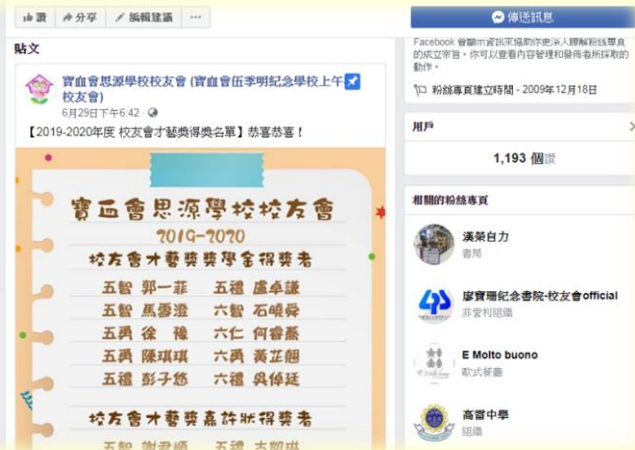 讚
分享
編輯建議
傳送訊息
貼文
寶血會思源學校校友會 (寶血會伍季明紀念學校上午
校友會)
6月29日下午6:42
【2019-2020年度 校友會才藝獎得獎名單】恭喜恭喜！
寶血會思源學校校友會
2019-2020
校友會才藝獎獎學金得獎者
五智 郭一菲 五禮 盧卓謙
五智 馬善澄 六智 石曉舜
五勇 徐 六仁 何睿蕎
五勇 陳琪琪 六勇 黃芷翹
五禮 彭子悠 六禮 吳倬廷
校友會才藝獎嘉許狀得獎者
Facebook 會顯示資訊來協助你更深入瞭解粉絲專頁
的成立宗旨。你可以查看內容管理和發佈者所採取的
動作。
粉絲專頁建立時間 - 2009年12月18日
用戶
1,193 個讚
相關的粉絲專頁
漢榮自力
書局
廖寶珊紀念書院-校友會official
非營利組織
E Molto buono
歐式餐廳
高雷中學
組織